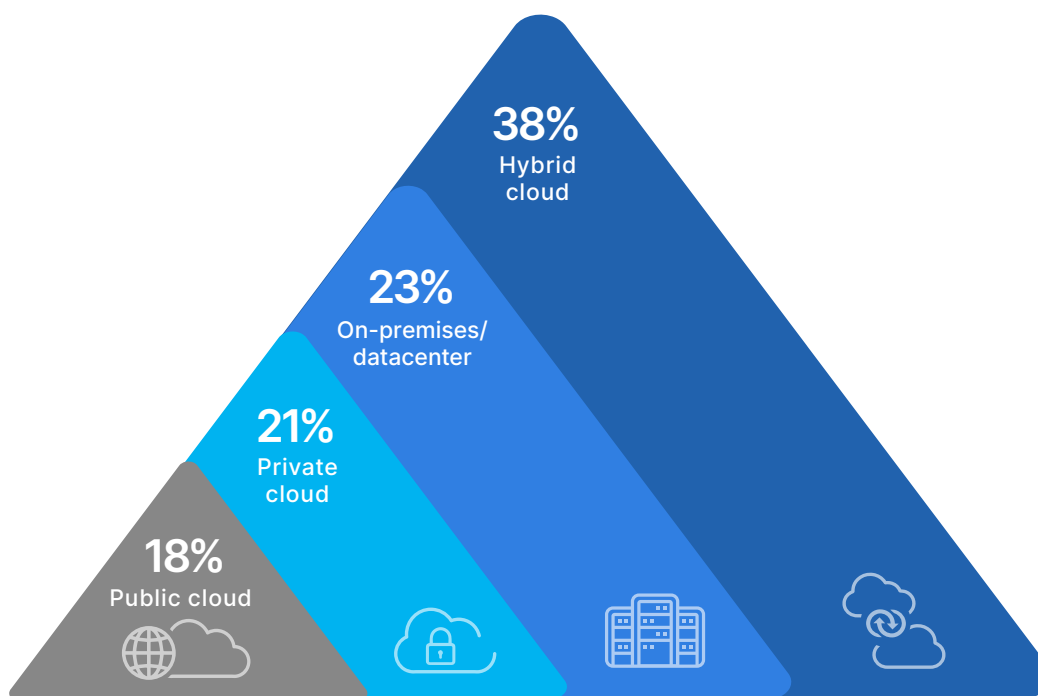 38%
Hybrid
cloud
23%
On-premises/
datacenter
21%
Private
cloud
18%
Public cloud